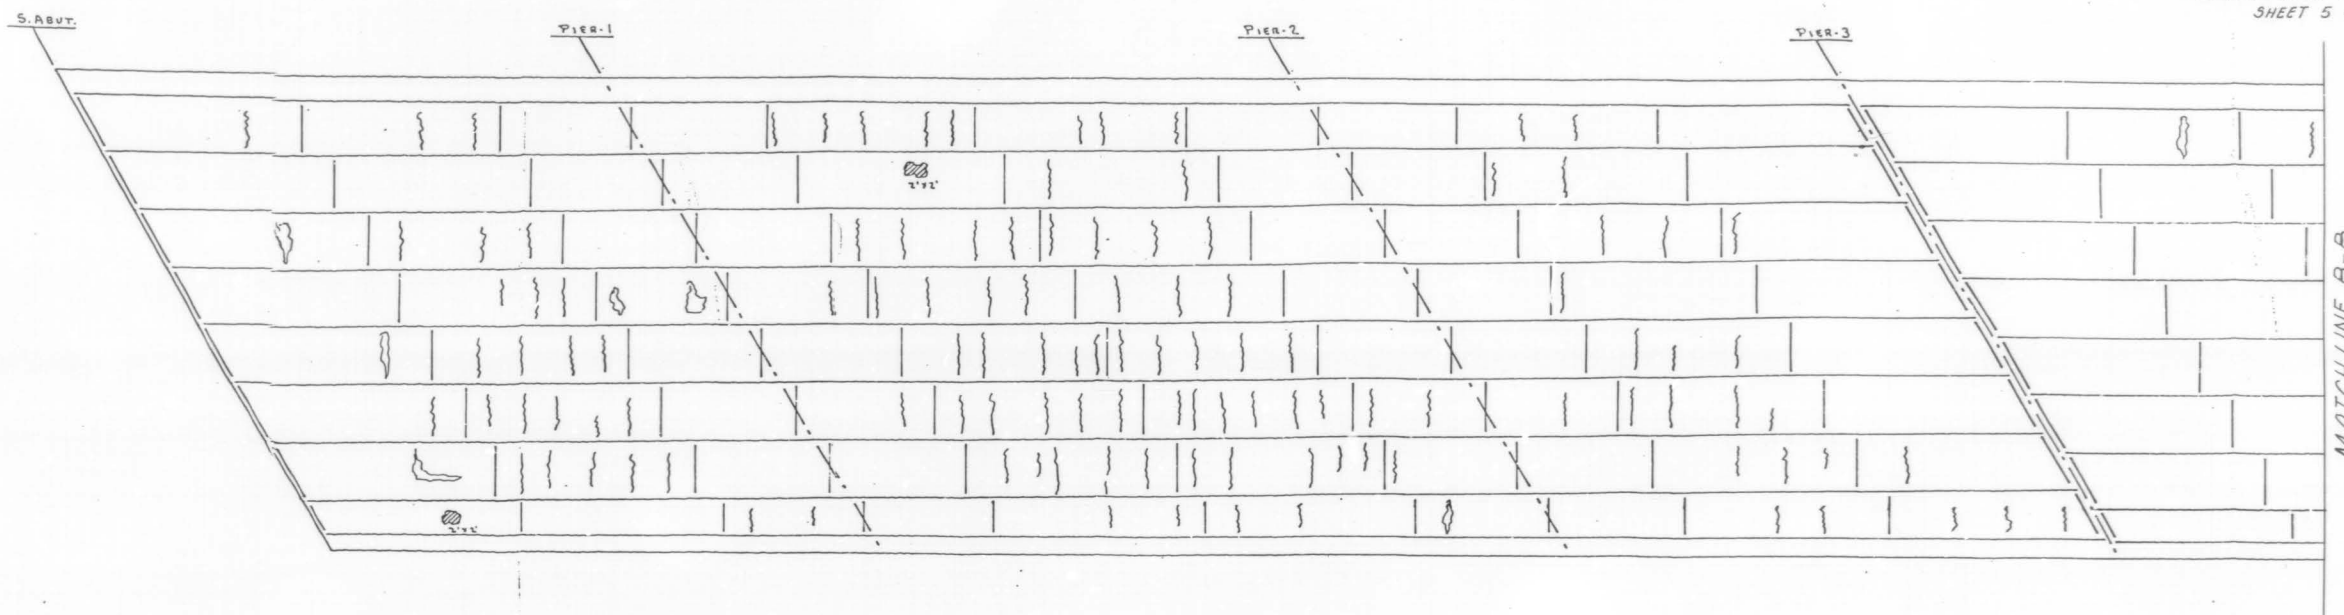 SHEET 5
S. ABUT.
PIER-1
PIER-2
PIER-3
2'x2'
2'x2'
MATCHLINE B-B